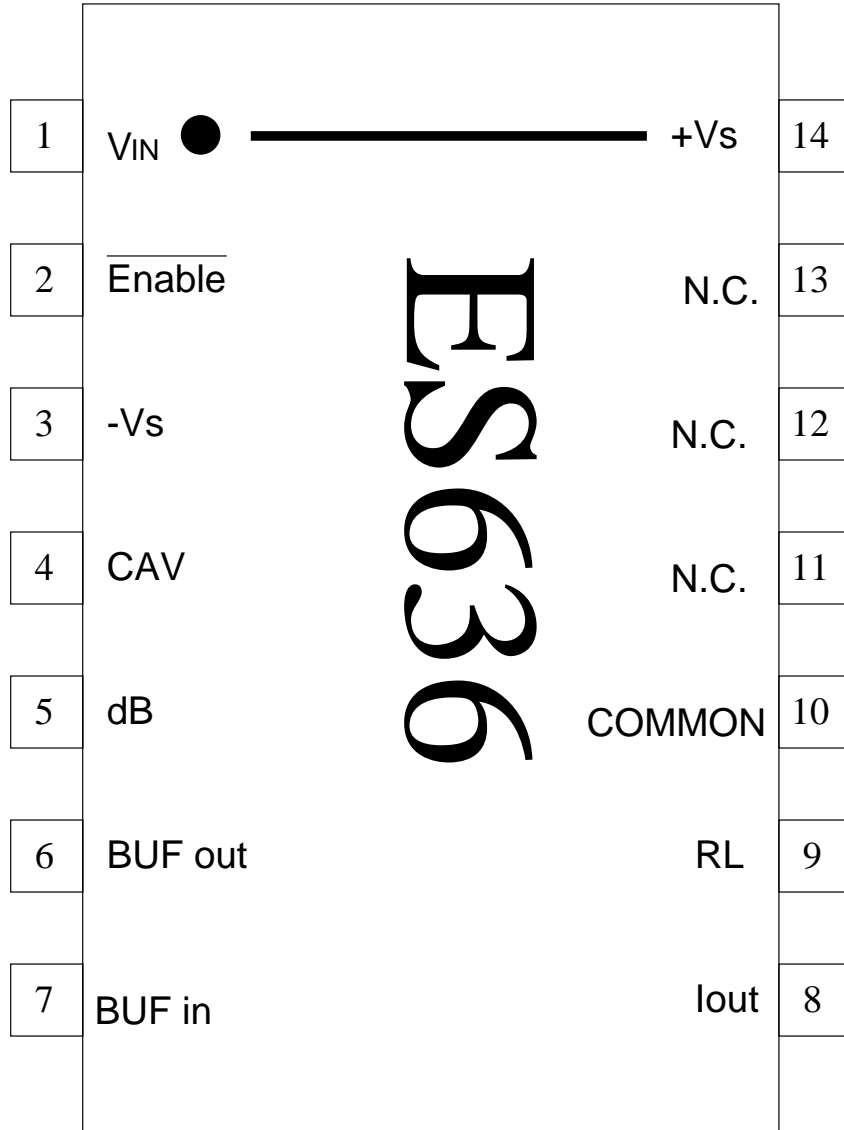 1 VIN +Vs 14
2 Enable N.C. 13
3 -Vs N.C. 12
4 CAV N.C. 11
5 dB COMMON 10
6 BUF out RL 9
7 BUF in Iout 8
ES636